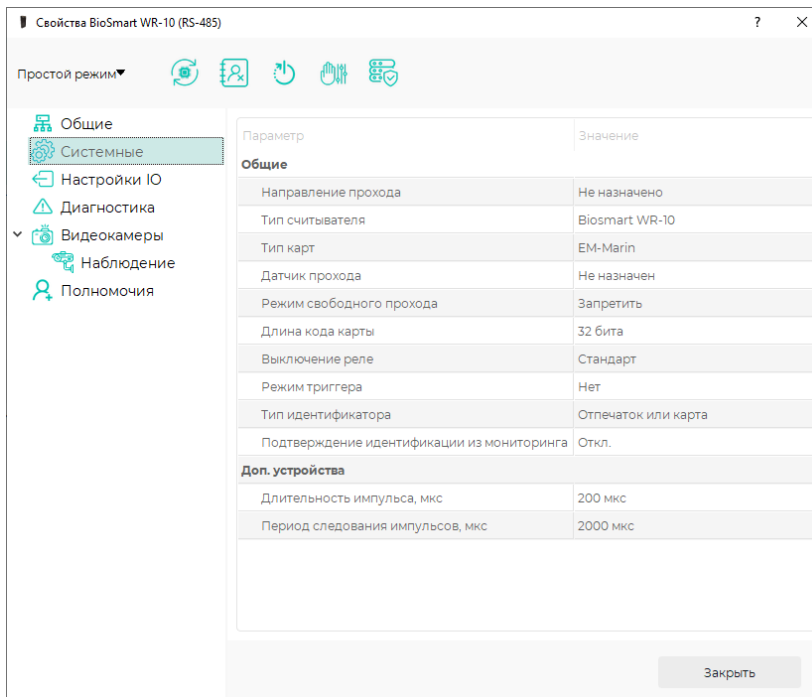 Свойства BioSmart WR-10 (RS-485)
?
Простой режим
Общие
Системные
Настройки IO
Диагностика
Видеокамеры
Наблюдение
Полномочия
Параметр Значение
Общие
Направление прохода Не назначено
Тип считывателя Biosmart WR-10
Тип карт EM-Marin
Датчик прохода Не назначен
Режим свободного прохода Запретить
Длина кода карты 32 бита
Выключение реле Стандарт
Режим триггера Нет
Тип идентификатора Отпечаток или карта
Подтверждение идентификации из мониторинга Откл.
Доп. устройства
Длительность импульса, мкс 200 мкс
Период следования импульсов, мкс 2000 мкс
Закрыть